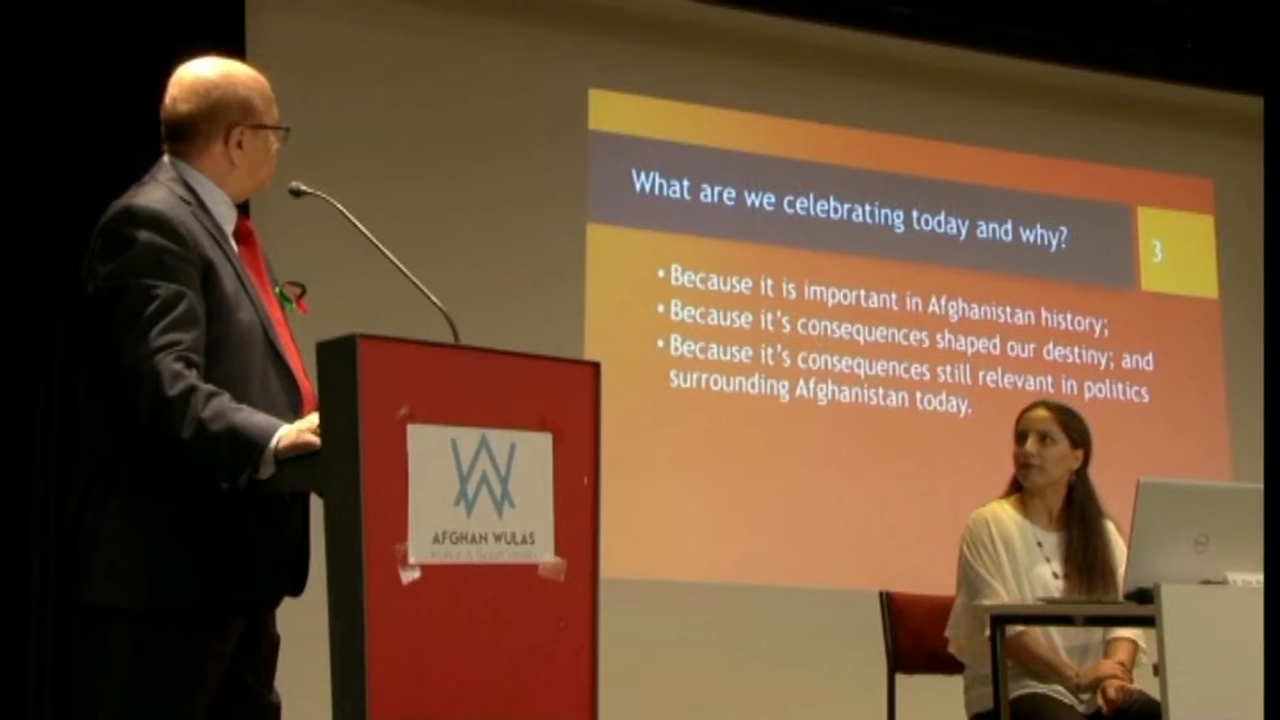 What are we celebrating today and why?
3
• Because it is important in Afghanistan history;
• Because it's consequences shaped our destiny; and
• Because it's consequences still relevant in politics
surrounding Afghanistan today.
AFGHAN WULAS